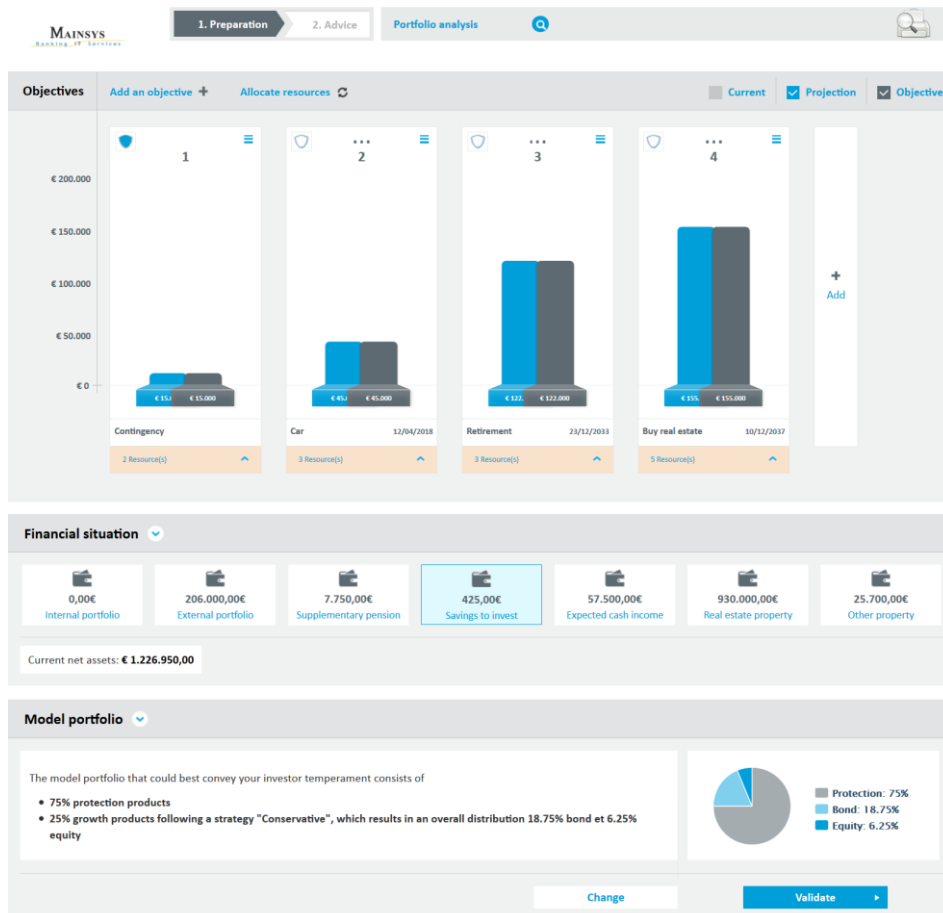 MAINSYS
Banking IT Services
1. Preparation
2. Advice
Portfolio analysis
Objectives
Add an objective
Allocate resources
Current
Projection
Objective
€ 200.000
€ 150.000
€ 100.000
€ 50.000
€ 0
1
€ 15.
€ 15.000
Contingency
2 Resource(s)
2
€ 45.
€ 45.000
Car
12/04/2018
3 Resource(s)
3
€ 122.
€ 122.000
Retirement
23/12/2033
3 Resource(s)
4
€ 155.
€ 155.000
Buy real estate
10/12/2037
5 Resource(s)
+
Add
Financial situation
0,00€
Internal portfolio
206.000,00€
External portfolio
7.750,00€
Supplementary pension
425,00€
Savings to invest
57.500,00€
Expected cash income
930.000,00€
Real estate property
25.700,00€
Other property
Current net assets: € 1.226.950,00
Model portfolio
The model portfolio that could best convey your investor temperament consists of
• 75% protection products
• 25% growth products following a strategy "Conservative", which results in an overall distribution 18.75% bond et 6.25%
equity
Protection: 75%
Bond: 18.75%
Equity: 6.25%
Change
Validate